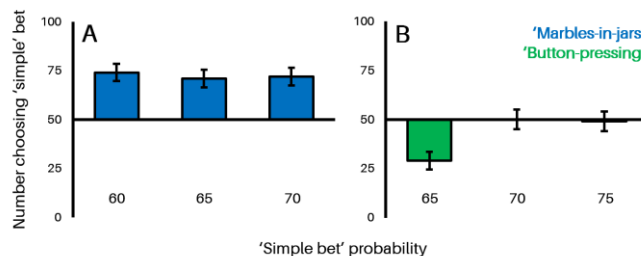 A
B
'Marbles-in-jars
'Button-pressing
Number choosing 'simple' bet
100
75
50
25
0
60
65
70
100
75
50
25
0
65
70
75
'Simple bet' probability